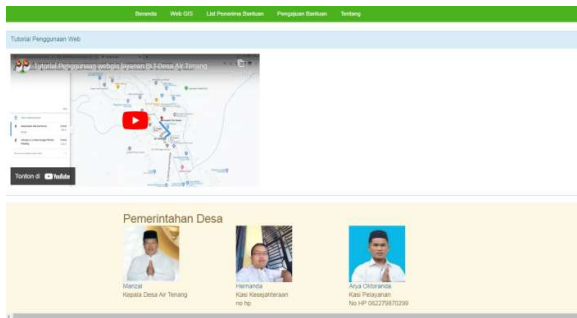 Beranda Web GIS List Penerima Bantuan Pengajuan Bantuan Tentang
Tutorial Penggunaan Web
Tutorial Penggunaan webgis layanan BLT Desa Air Tenang
Tonton di YouTube
Pemerintahan Desa
Marizal
Kepala Desa Air Tenang
Hernanda
Kasi Kesejahteraan
no hp
Arya Oktoranda
Kasi Pelayanan
No HP 082279870299